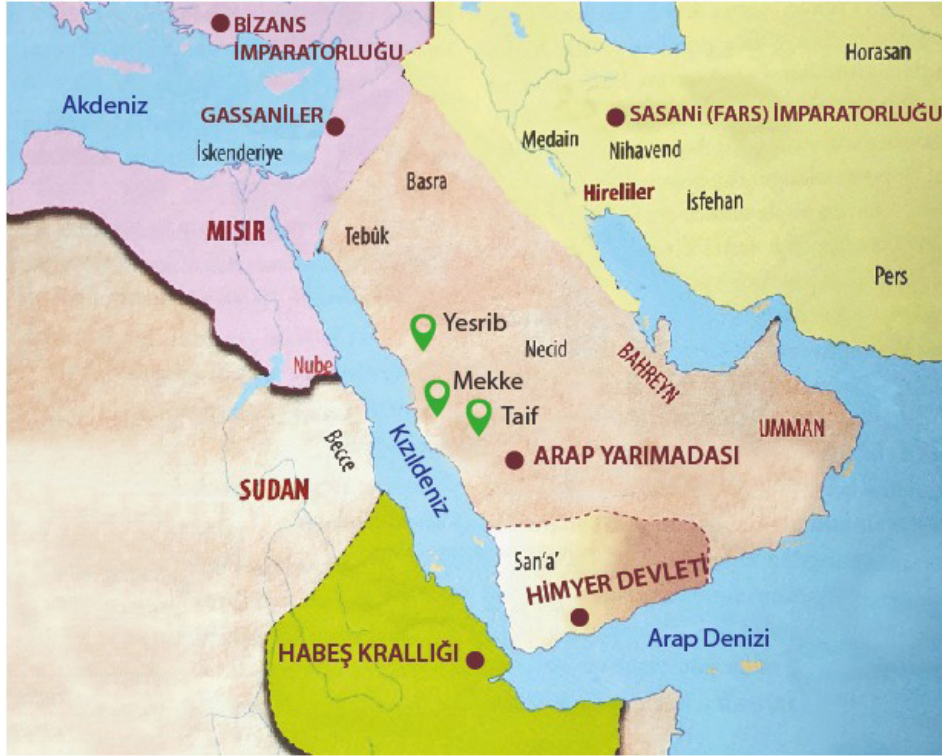 BİZANS
İMPARATORLUĞU
Horasan
Akdeniz
GASSANİLER
SASANi (FARS) İMPARATORLUĞU
İskenderiye
Medain
Nihavend
Basra
Hireliler
İsfehan
MISIR
Tebûk
Pers
Yesrib
Necid
Nube
BAHREYN
Mekke
Taif
UMMAN
Becce
Kızıldeniz
ARAP YARIMADASI
SUDAN
San'a'
HİMYER DEVLETİ
HABEŞ KRALLIĞI
Arap Denizi